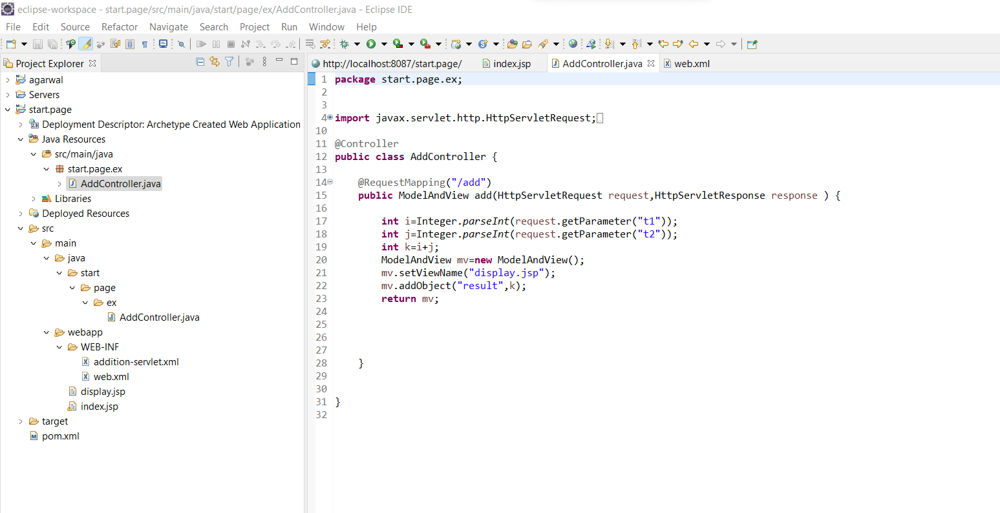 eclipse-workspace - start.page/src/main/java/start/page/ex/AddController.java - Eclipse IDE
File Edit Source Refactor Navigate Search Project Run Window Help
Project Explorer
agarwal
Servers
start.page
Deployment Descriptor: Archetype Created Web Application
Java Resources
src/main/java
start.page.ex
AddController.java
Libraries
Deployed Resources
src
main
java
start
page
ex
AddController.java
webapp
WEB-INF
addition-servlet.xml
web.xml
display.jsp
index.jsp
target
pom.xml
http://localhost:8087/start.page/ index.jsp AddController.java web.xml
1 package start.page.ex;
2
3
4 import javax.servlet.http.HttpServletRequest;
10
11 @Controller
12 public class AddController {
13
14 @RequestMapping("/add")
15 public ModelAndView add(HttpServletRequest request,HttpServletResponse response ) {
16
17 int i=Integer.parseInt(request.getParameter("t1"));
18 int j=Integer.parseInt(request.getParameter("t2"));
19 int k=i+j;
20 ModelAndView mv=new ModelAndView();
21 mv.setViewName("display.jsp");
22 mv.addObject("result",k);
23 return mv;
24
25
26
27
28 }
29
30
31 }
32